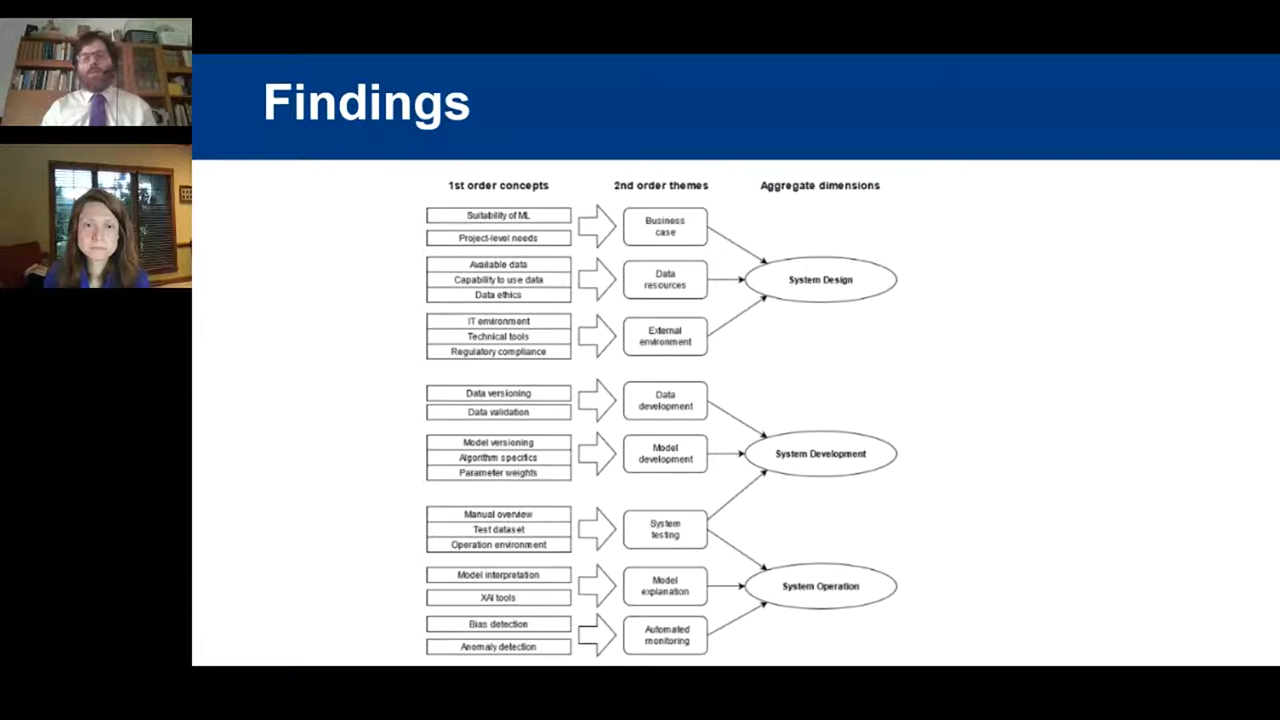 Findings
1st order concepts
2nd order themes
Aggregate dimensions
Suitability of ML
Project-level needs
Business
case
Available data
Capability to use data
Data ethics
Data
resources
System Design
IT environment
Technical tools
Regulatory compliance
External
environment
Data versioning
Data validation
Data
development
Model versioning
Algorithm specifics
Parameter weights
Model
development
System Development
Manual overview
Test dataset
Operation environment
System
testing
Model interpretation
XAI tools
Model
explanation
System Operation
Bias detection
Anomaly detection
Automated
monitoring